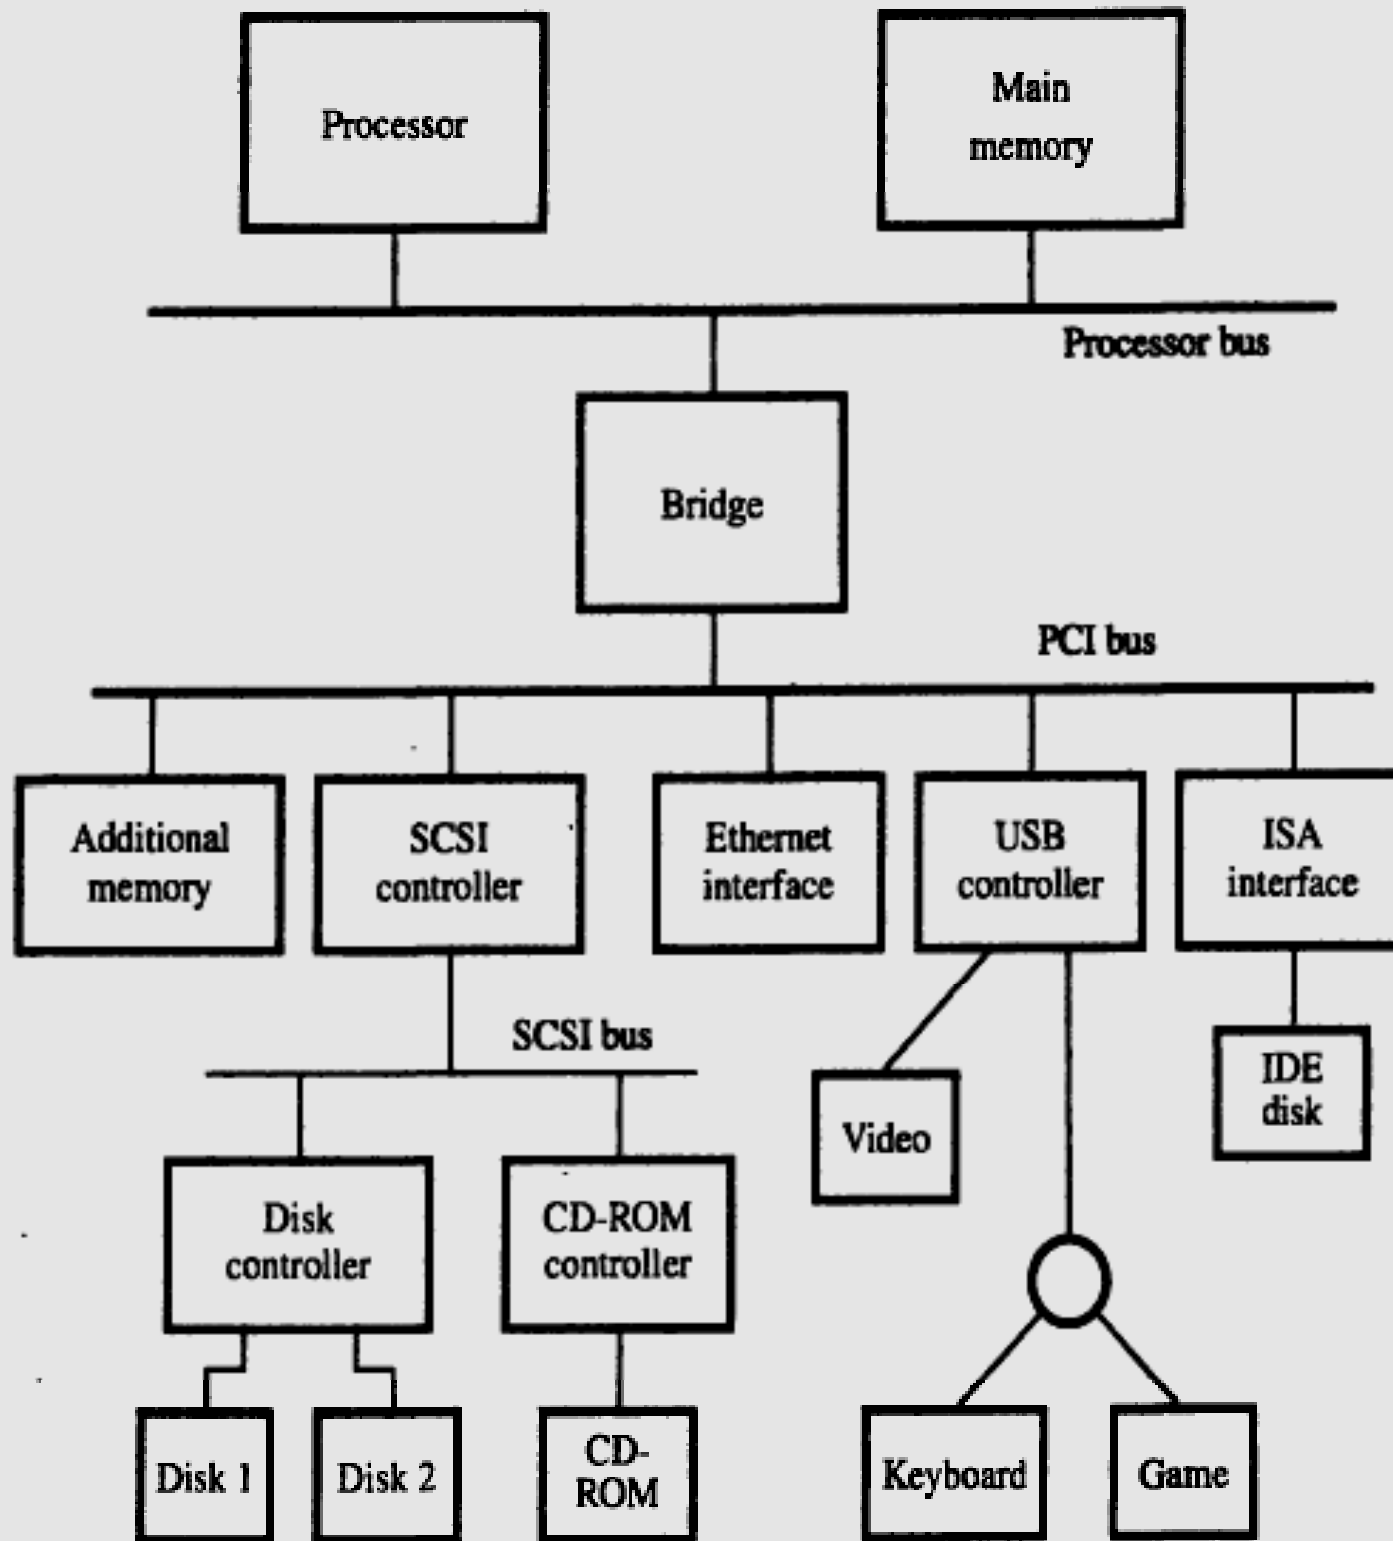 Processor
Main
memory
Processor bus
Bridge
PCI bus
Additional
memory
SCSI
controller
Ethernet
interface
USB
controller
ISA
interface
SCSI bus
IDE
disk
Video
Disk
controller
CD-ROM
controller
Disk 1
Disk 2
CD-
ROM
Keyboard
Game